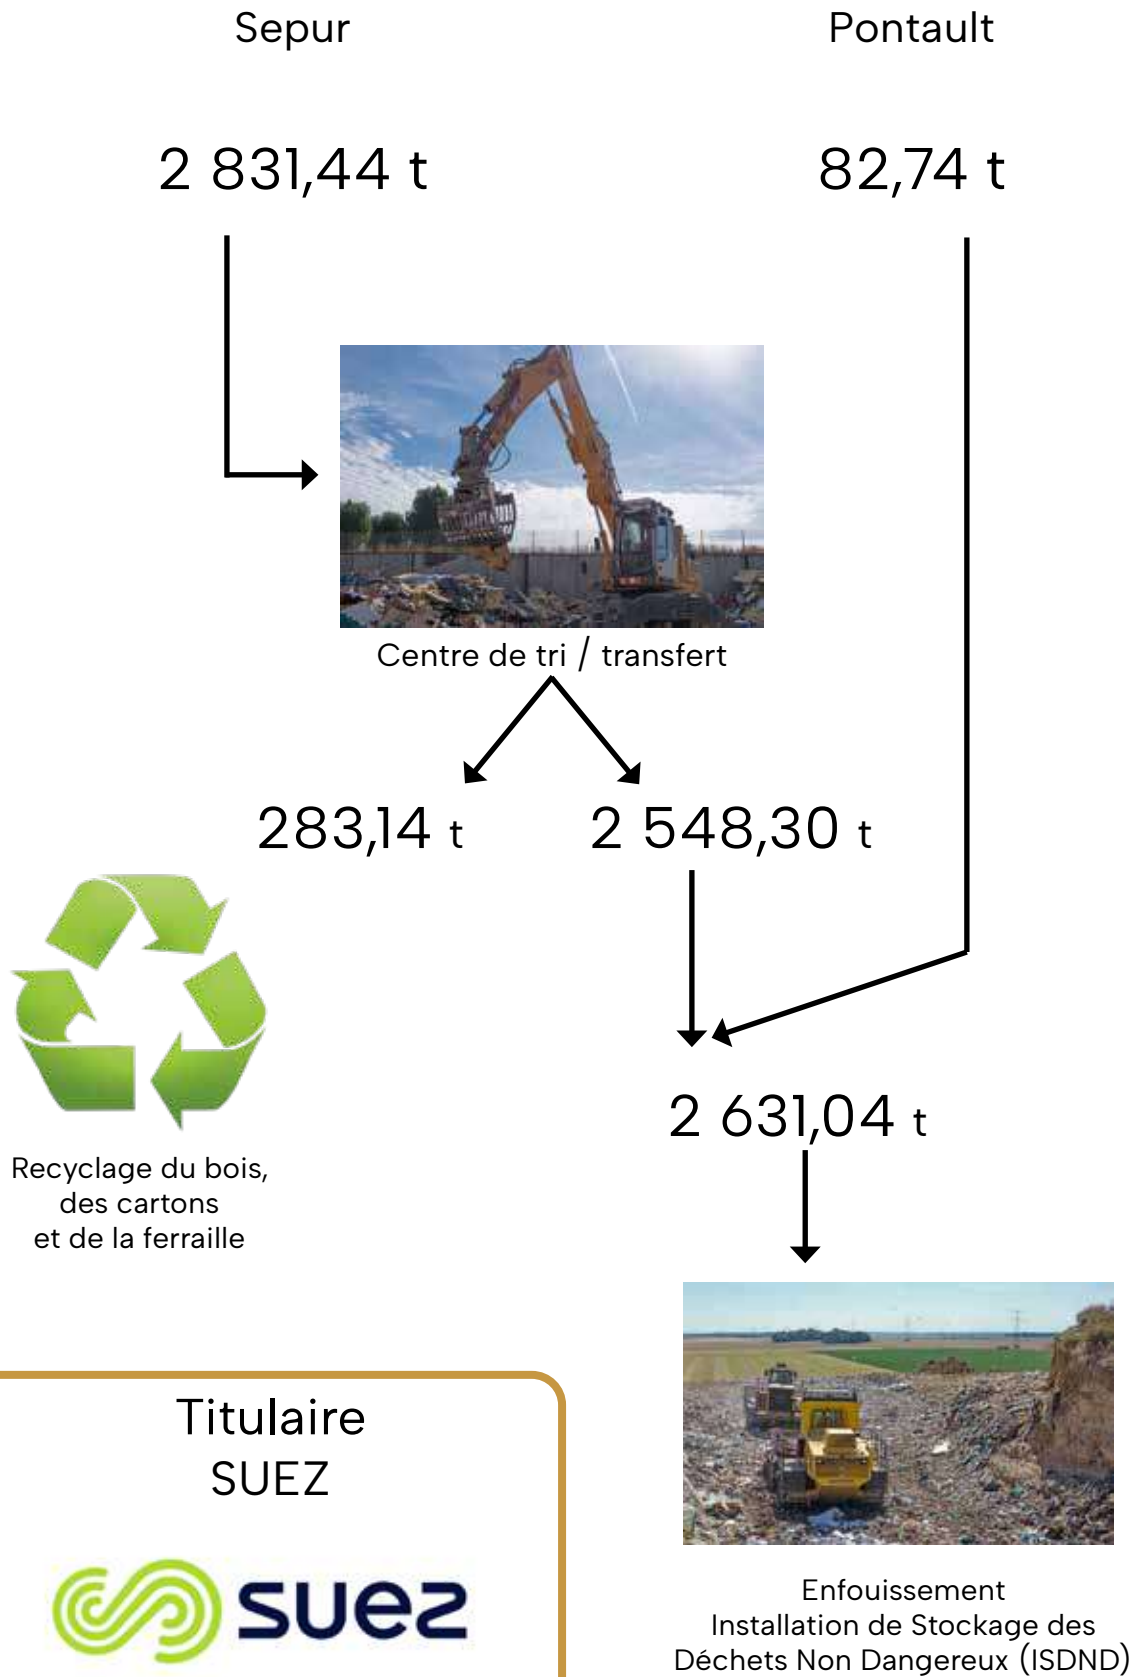 Sepur
Pontault
2 831,44 t
82,74 t
Centre de tri / transfert
283,14 t
2 548,30 t
2 631,04 t
Recyclage du bois,
des cartons
et de la ferraille
Titulaire
SUEZ
suez
Enfouissement
Installation de Stockage des
Déchets Non Dangereux (ISDND)